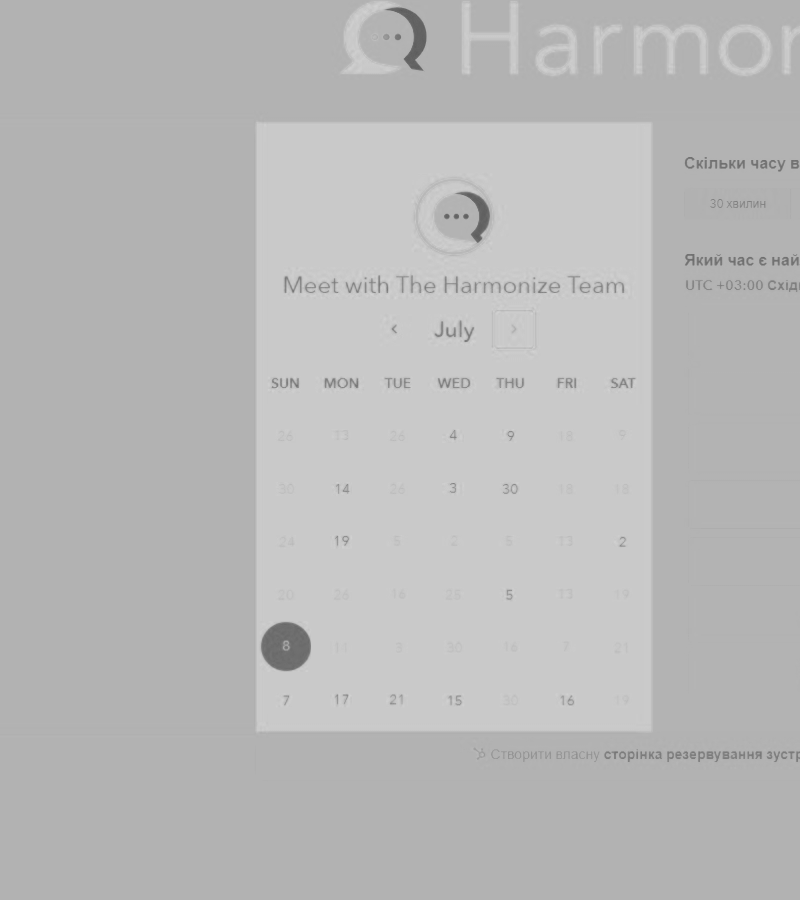 Harmon
Meet with The Harmonize Team
July
SUN MON TUE WED THU FRI SAT
26 13 26 4 9 18 9
30 14 26 3 30 18 18
24 19 5 2 5 13 2
20 26 16 25 5 13 19
8 11 3 30 16 7 21
7 17 21 15 30 16 19
Скільки часу в
30 хвилин
Який час є най
UTC +03:00 Східн
Створити власну сторінка резервування зустр